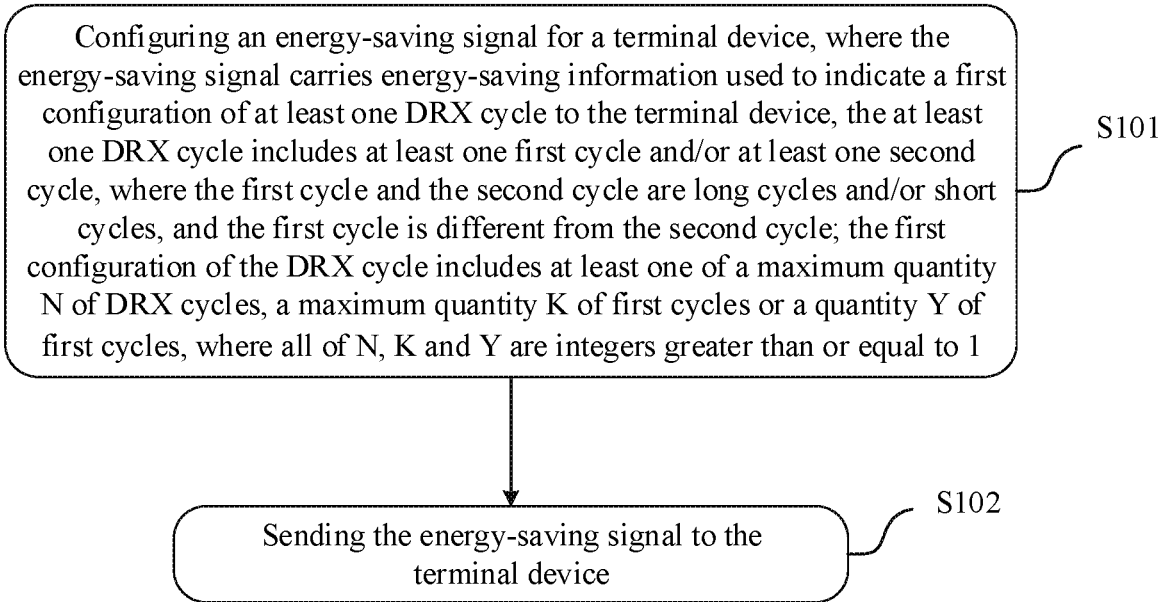 Configuring an energy-saving signal for a terminal device, where the
energy-saving signal carries energy-saving information used to indicate a first
configuration of at least one DRX cycle to the terminal device, the at least
one DRX cycle includes at least one first cycle and/or at least one second
cycle, where the first cycle and the second cycle are long cycles and/or short
cycles, and the first cycle is different from the second cycle; the first
configuration of the DRX cycle includes at least one of a maximum quantity
N of DRX cycles, a maximum quantity K of first cycles or a quantity Y of
first cycles, where all of N, K and Y are integers greater than or equal to 1
S101
Sending the energy-saving signal to the
terminal device
S102